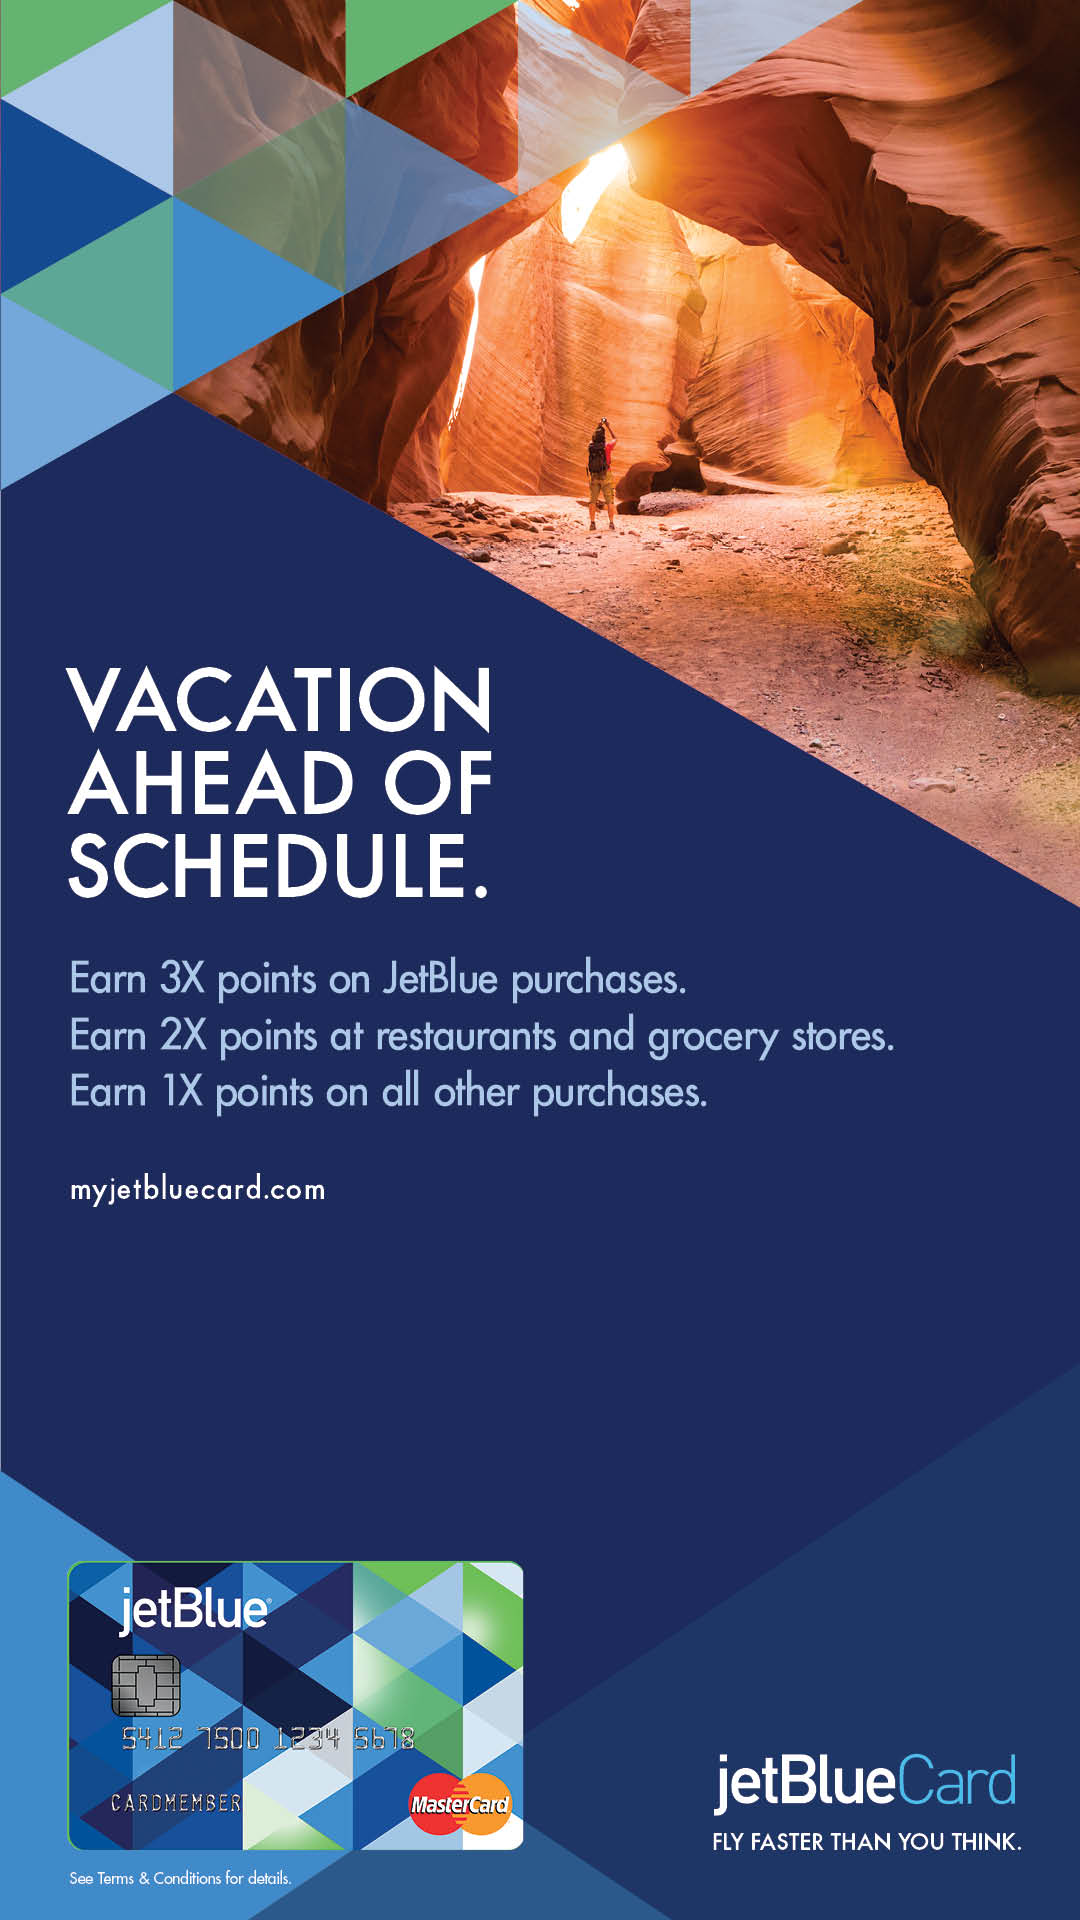 VACATION
AHEAD OF
SCHEDULE.
Earn 3X points on JetBlue purchases.
Earn 2X points at restaurants and grocery stores.
Earn 1X points on all other purchases.
myjetbluecard.com
jetBlue®
5412 7500 1234 5678
CARDMEMBER
MasterCard
See Terms & Conditions for details.
jetBlueCard
FLY FASTER THAN YOU THINK.